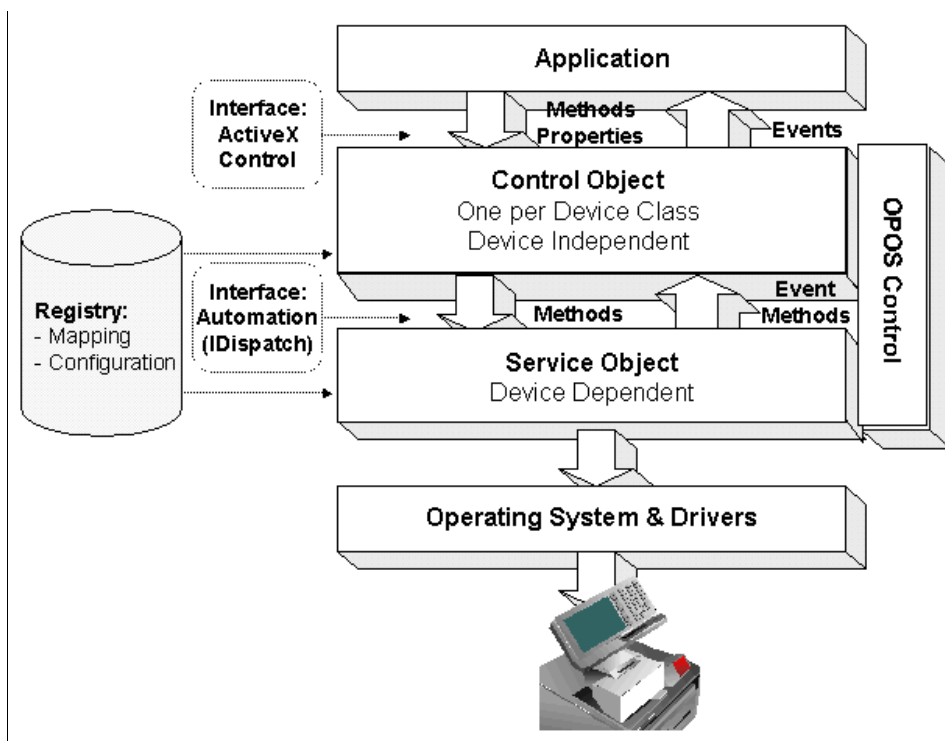 Application
Interface:
ActiveX
Control
Methods
Properties
Events
Control Object
One per Device Class
Device Independent
OPOS Control
Registry:
- Mapping
- Configuration
Interface:
Automation
(IDispatch)
Methods
Event
Methods
Service Object
Device Dependent
Operating System & Drivers